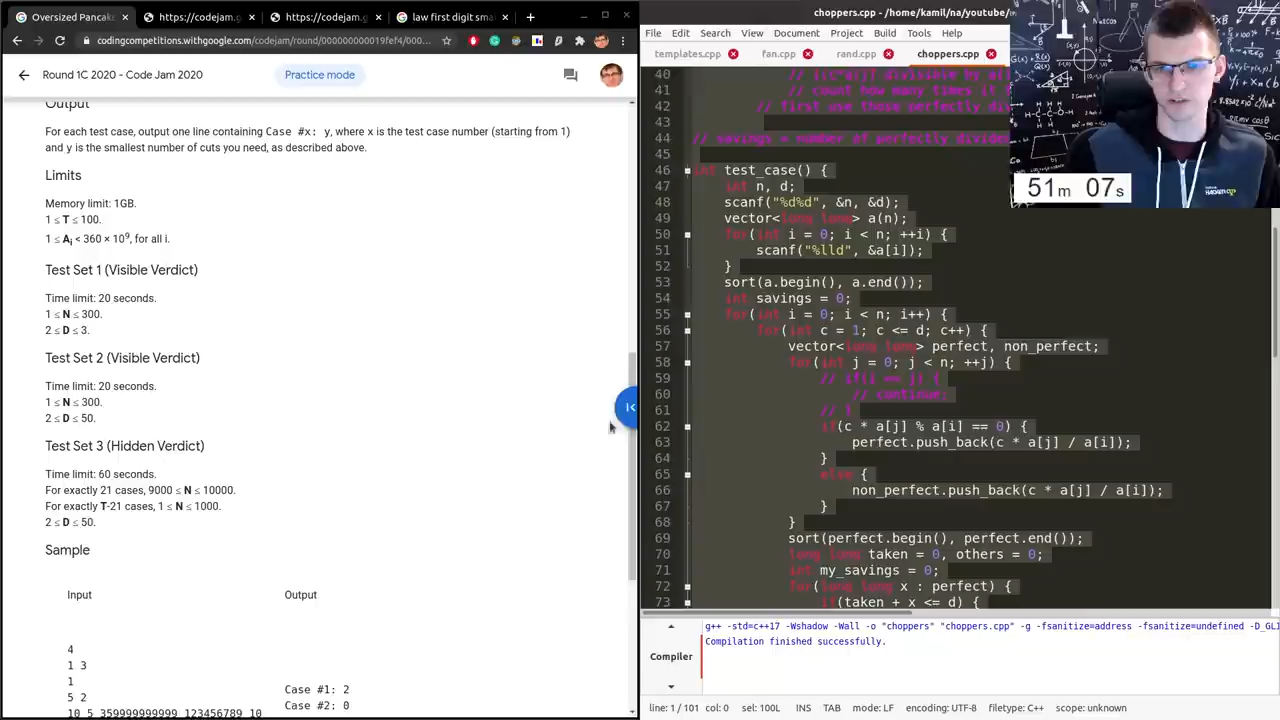 Oversized Pancak
https://codejam.g
https://codejam.g
law first digit sma
codingcompetitions.withgoogle.com/codejam/round/000000000019fef4/000...
Round 1C 2020 - Code Jam 2020
Practice mode
Output
For each test case, output one line containing Case #x: y, where x is the test case number (starting from 1)
and y is the smallest number of cuts you need, as described above.
Limits
Memory limit: 1GB.
1 ≤ T ≤ 100.
1 ≤ Ai < 360 × 10⁹, for all i.
Test Set 1 (Visible Verdict)
Time limit: 20 seconds.
1 ≤ N ≤ 300.
2 ≤ D ≤ 3.
Test Set 2 (Visible Verdict)
Time limit: 20 seconds.
1 ≤ N ≤ 300.
2 ≤ D ≤ 50.
Test Set 3 (Hidden Verdict)
Time limit: 60 seconds.
For exactly 21 cases, 9000 ≤ N ≤ 10000.
For exactly T-21 cases, 1 ≤ N ≤ 1000.
2 ≤ D ≤ 50.
Sample
Input
Output
4
1 3
1
5 2
10 5 359999999999 123456789 10
Case #1: 2
Case #2: 0
choppers.cpp - /home/kamil/na/youtube/
File Edit Search View Document Project Build Tools Help
templates.cpp
fan.cpp
rand.cpp
choppers.cpp
40 // [(c*a[j] divisible by a[
41 // count how many times it
42 // first use those perfectly di
43
44 // savings = number of perfectly divide
45
46 int test_case() {
47 int n, d;
48 scanf("%d%d", &n, &d);
49 vector<long long> a(n);
50 for(int i = 0; i < n; ++i) {
51 scanf("%lld", &a[i]);
52 }
53 sort(a.begin(), a.end());
54 int savings = 0;
55 for(int i = 0; i < n; i++) {
56 for(int c = 1; c <= d; c++) {
57 vector<long long> perfect, non_perfect;
58 for(int j = 0; j < n; ++j) {
59 // if(i == j) {
60 // continue;
61 // }
62 if(c * a[j] % a[i] == 0) {
63 perfect.push_back(c * a[j] / a[i]);
64 }
65 else {
66 non_perfect.push_back(c * a[j] / a[i]);
67 }
68 }
69 sort(perfect.begin(), perfect.end());
70 long long taken = 0, others = 0;
71 int my_savings = 0;
72 for(long long x : perfect) {
73 if(taken + x <= d) {
51m 07s
g++ -std=c++17 -Wshadow -Wall -o "choppers" "choppers.cpp" -g -fsanitize=address -fsanitize=undefined -D_GLI
Compilation finished successfully.
Compiler
line: 1 / 101 col: 0 sel: 100L INS TAB mode: LF encoding: UTF-8 filetype: C++ scope: unknown